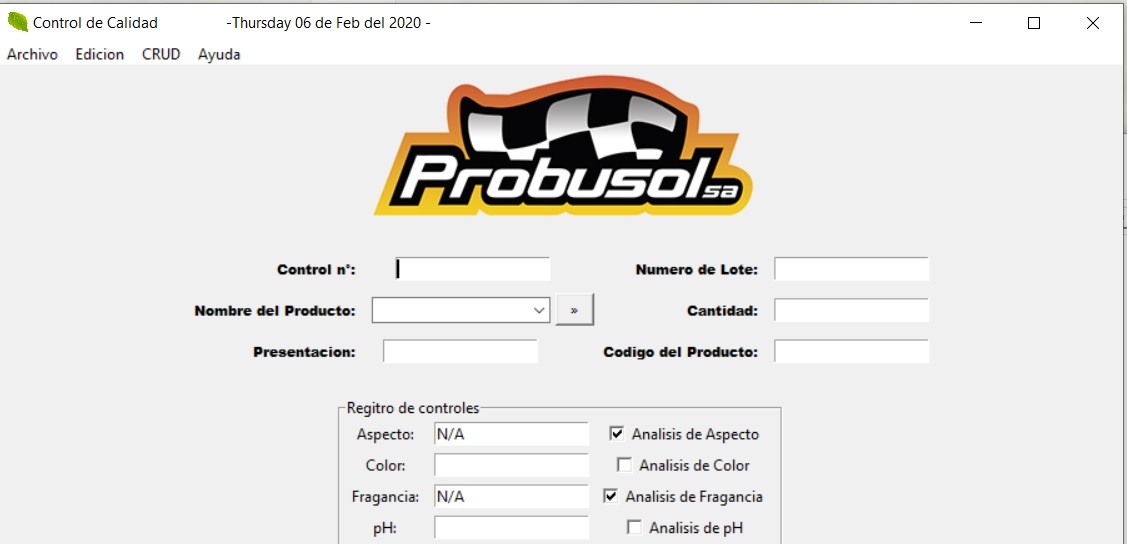 Control de Calidad -Thursday 06 de Feb del 2020 -
Archivo Edicion CRUD Ayuda
Probusol sa
Control n°: Numero de Lote:
Nombre del Producto: » Cantidad:
Presentacion: Codigo del Producto:
Regitro de controles
Aspecto: N/A Analisis de Aspecto
Color: Analisis de Color
Fragancia: N/A Analisis de Fragancia
pH: Analisis de pH